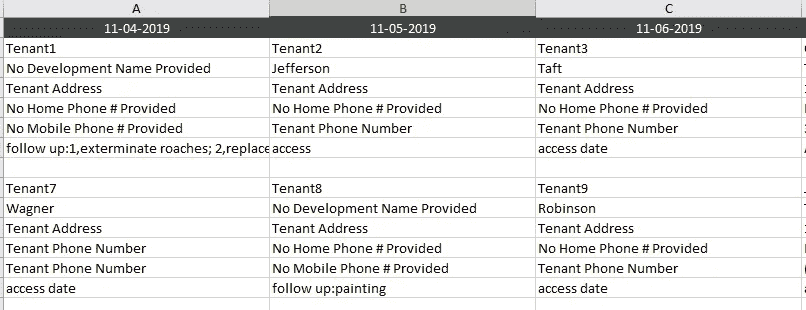 A B C
11-04-2019 11-05-2019 11-06-2019
Tenant1 Tenant2 Tenant3
No Development Name Provided Jefferson Taft
Tenant Address Tenant Address Tenant Address
No Home Phone # Provided No Home Phone # Provided No Home Phone # Provided
No Mobile Phone # Provided Tenant Phone Number Tenant Phone Number
follow up:1,exterminate roaches; 2,replace access access date
Tenant7 Tenant8 Tenant9
Wagner No Development Name Provided Robinson
Tenant Address Tenant Address Tenant Address
Tenant Phone Number No Home Phone # Provided No Home Phone # Provided
Tenant Phone Number No Mobile Phone # Provided Tenant Phone Number
access date follow up:painting access date